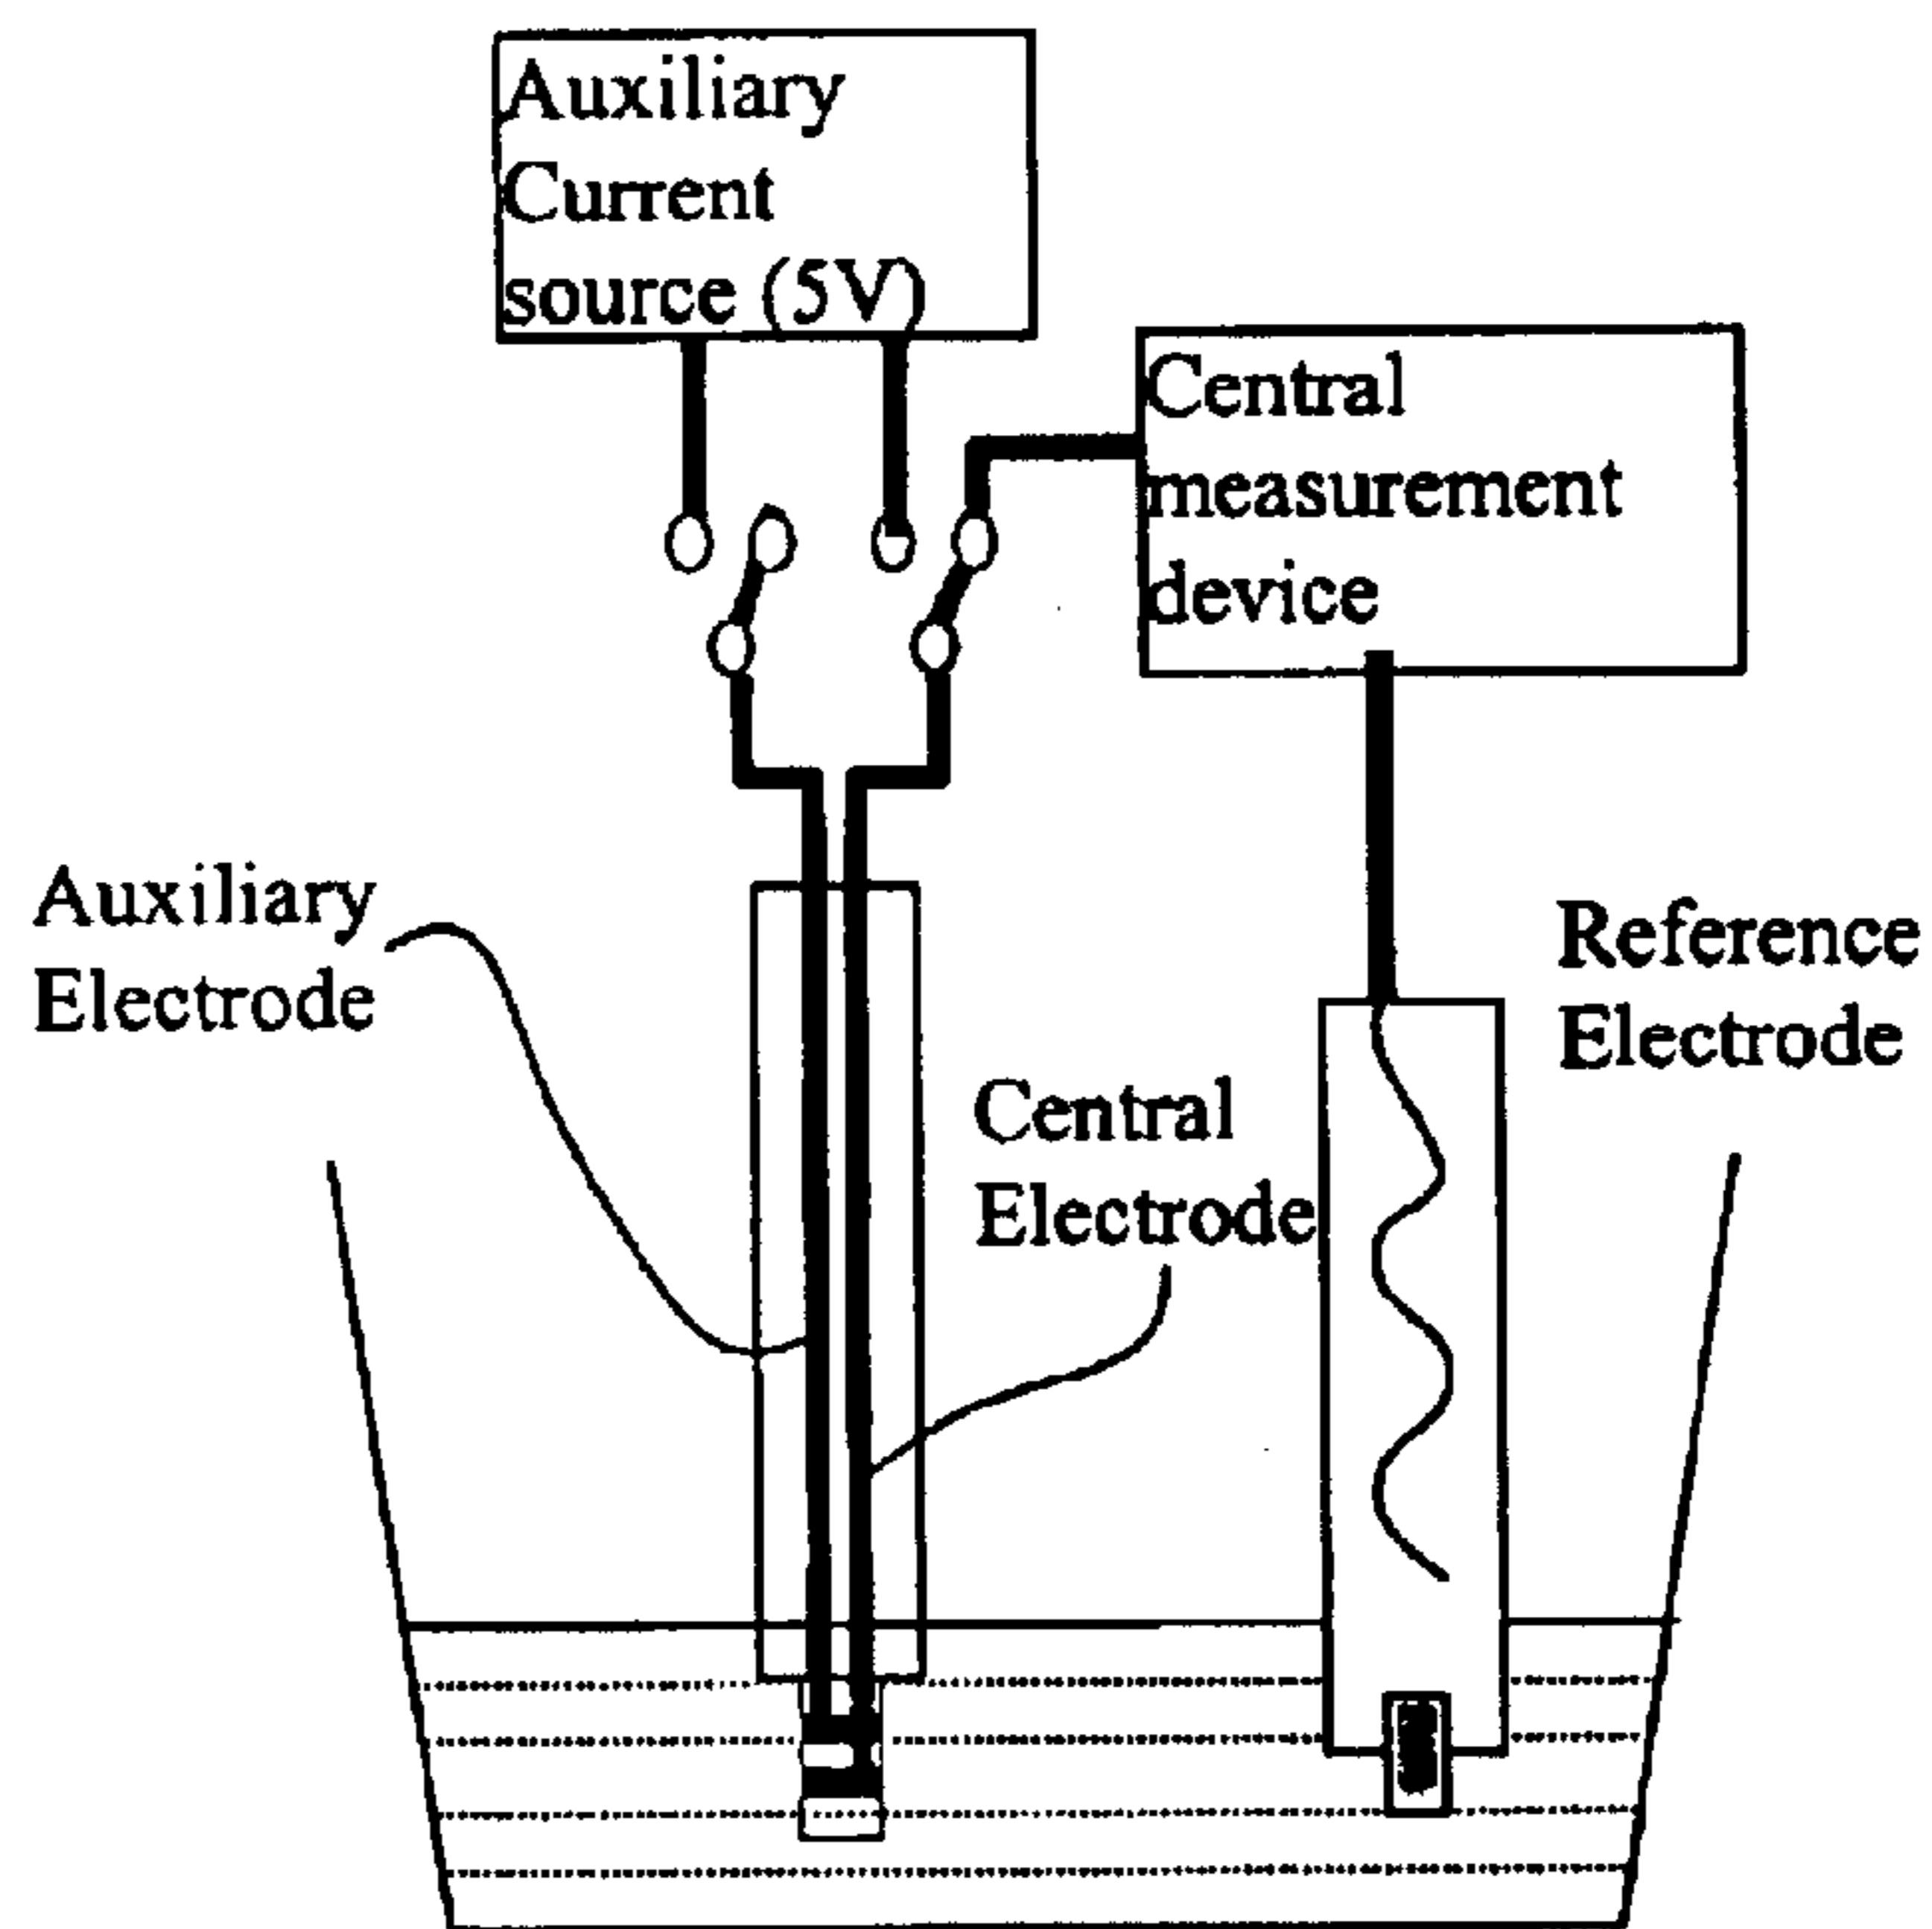 Auxiliary
Current
source (5V)
Central
measurement
device
Auxiliary
Electrode
Reference
Electrode
Central
Electrode